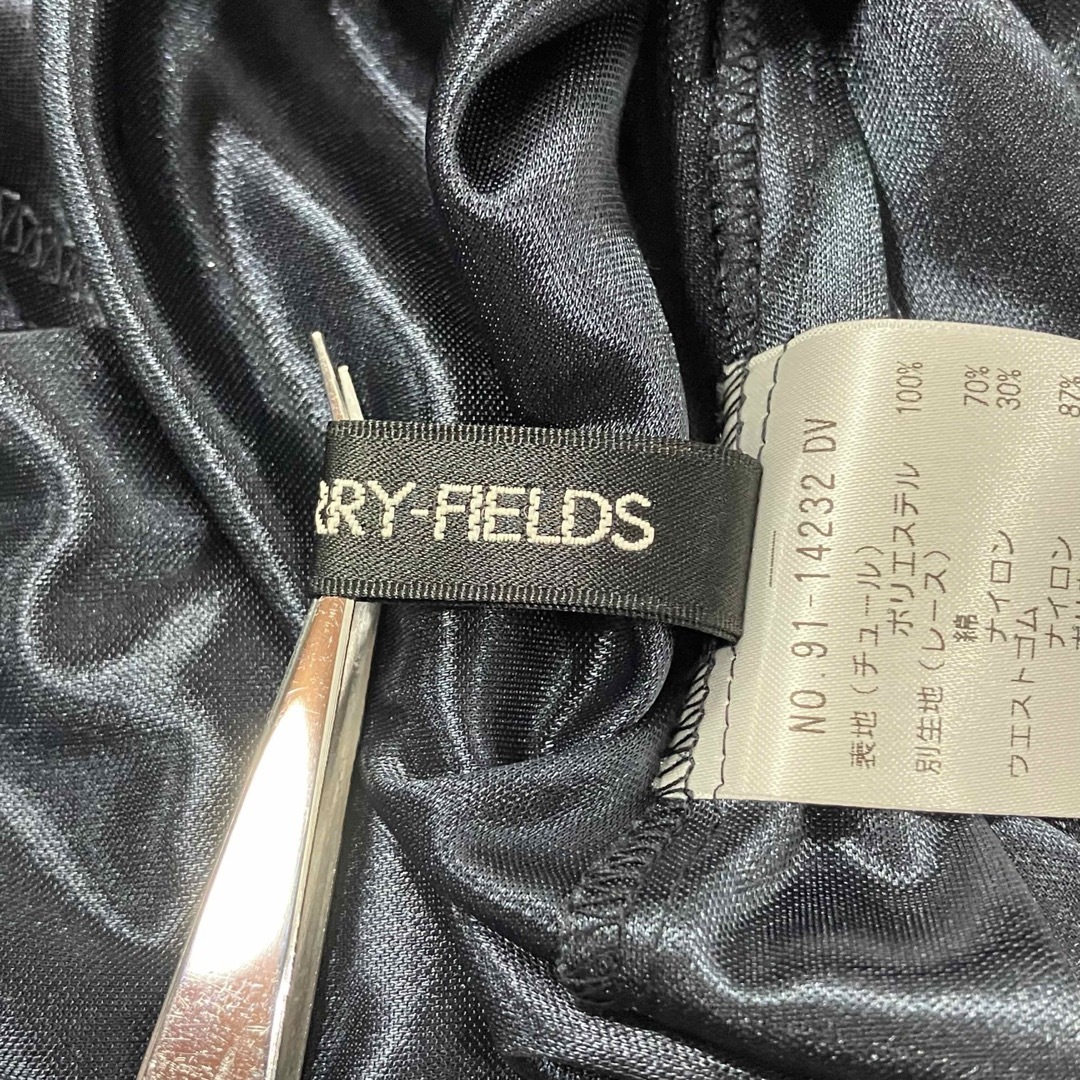 RRY-FIELDS
NO.91-14232 DV
表地(チュール)
ポリエステル 100%
別生地(レース)
綿 70%
ナイロン 30%
ウエストゴム
ナイロン 87%